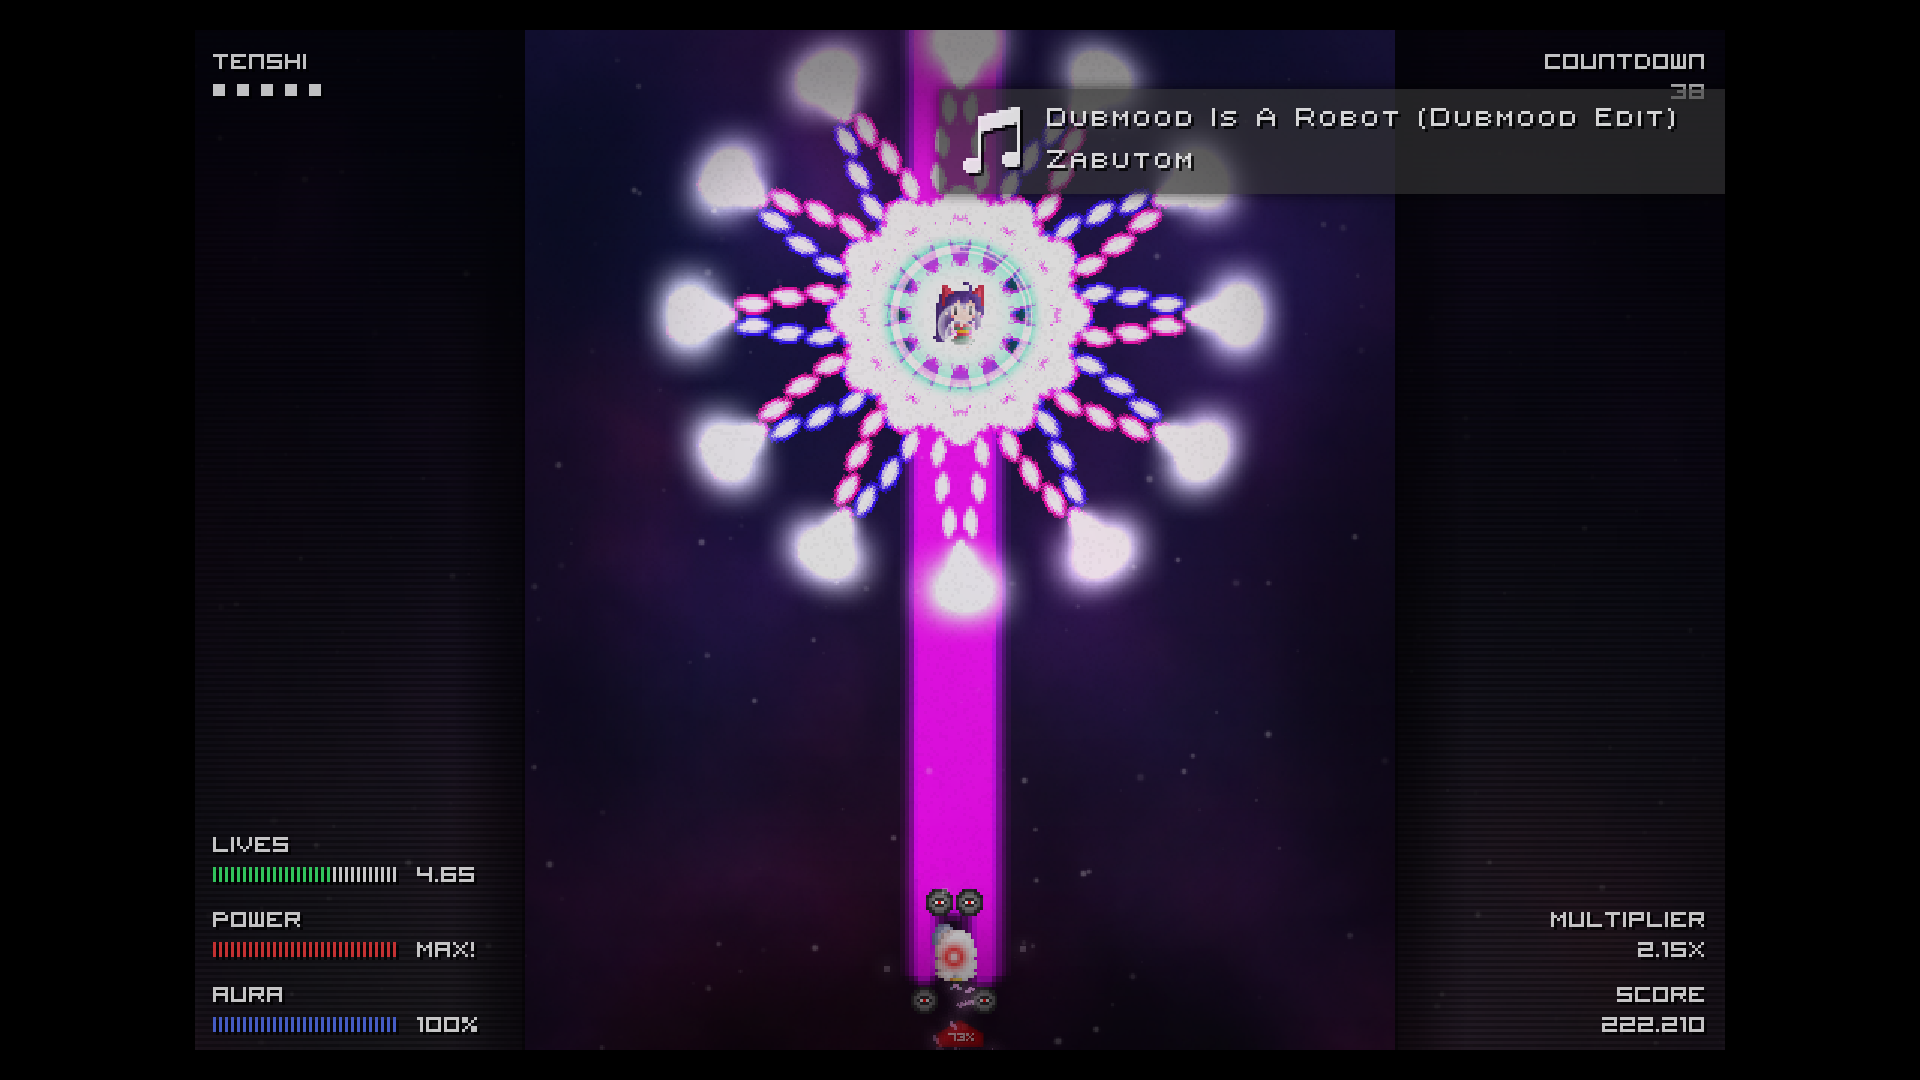 TENSHI
COUNTDOWN
38
Dubmood Is A Robot (Dubmood Edit)
Zabutom
LIVES
4.65
POWER
MAX!
AURA
100%
MULTIPLIER
2.15X
SCORE
222.210
73%